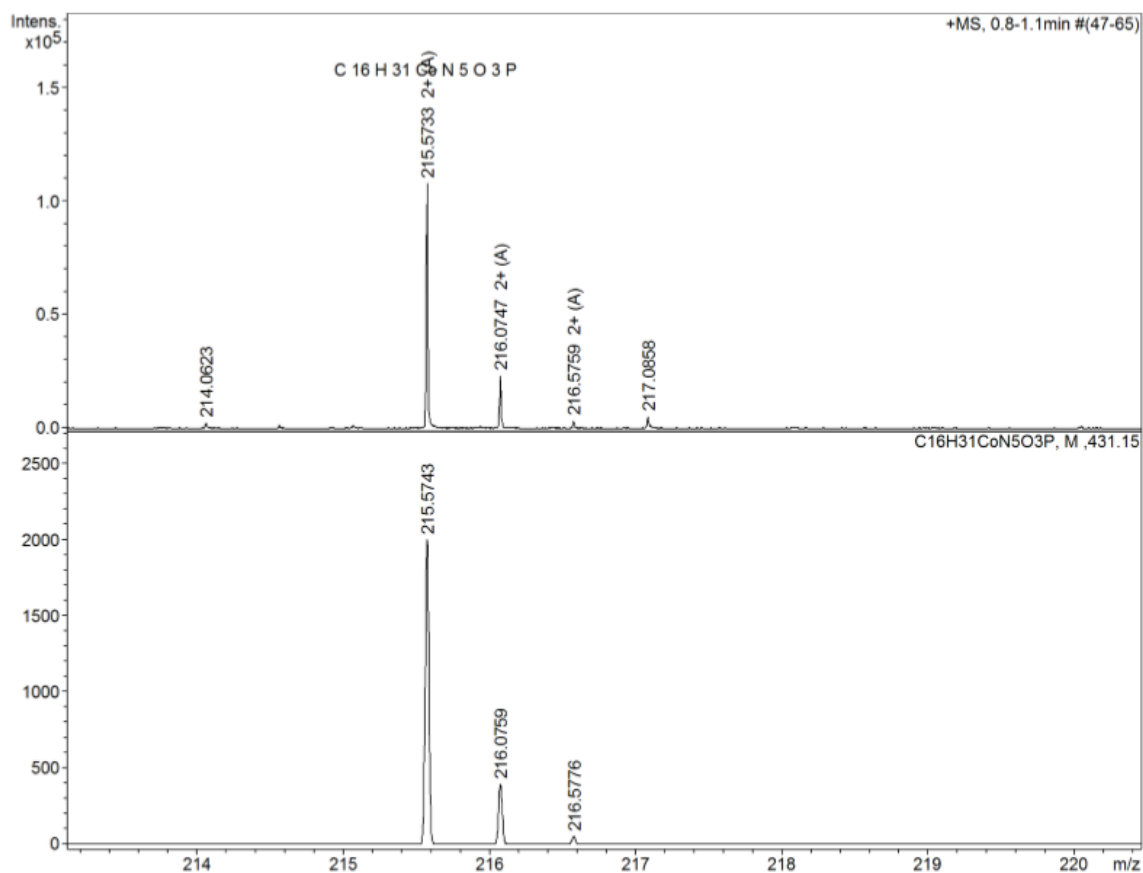 Intens.
x10⁵
+MS, 0.8-1.1min #(47-65)
C 16 H 31 Co N 5 O 3 P
1.5
1.0
0.5
0.0
214.0623
215.5733 2+ (A)
216.0747 2+ (A)
216.5759 2+ (A)
217.0858
C16H31CoN5O3P, M ,431.15
2500
2000
1500
1000
500
0
215.5743
216.0759
216.5776
214 215 216 217 218 219 220 m/z